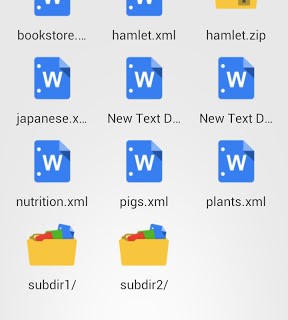 bookstore....
hamlet.xml
hamlet.zip
W
W
W
japanese.x...
New Text D...
New Text D...
W
W
W
nutrition.xml
pigs.xml
plants.xml
subdir1/
subdir2/